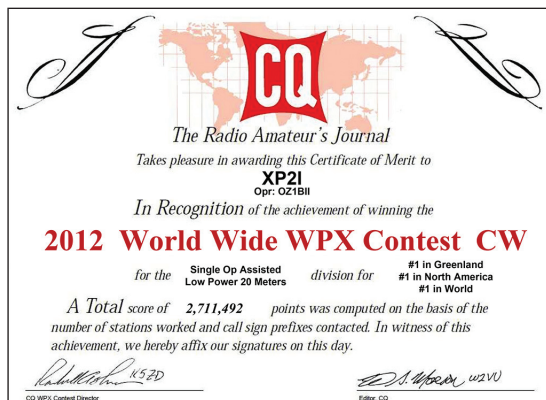 CQ
The Radio Amateur's Journal
Takes pleasure in awarding this Certificate of Merit to
XP2I
Opr: OZ1BII
In Recognition of the achievement of winning the
2012 World Wide WPX Contest CW
for the Single Op Assisted Low Power 20 Meters division for #1 in Greenland #1 in North America #1 in World
A Total score of 2,711,492 points was computed on the basis of the
number of stations worked and call sign prefixes contacted. In witness of this
achievement, we hereby affix our signatures on this day.
K5ZD
W2VU
CQ WPX Contest Director
Editor, CQ